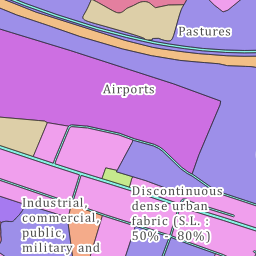 Pastures
Airports
Industrial,
commercial
public,
military and
Discontinuous
dense urban
fabric (S.L. :
50% - 80%)